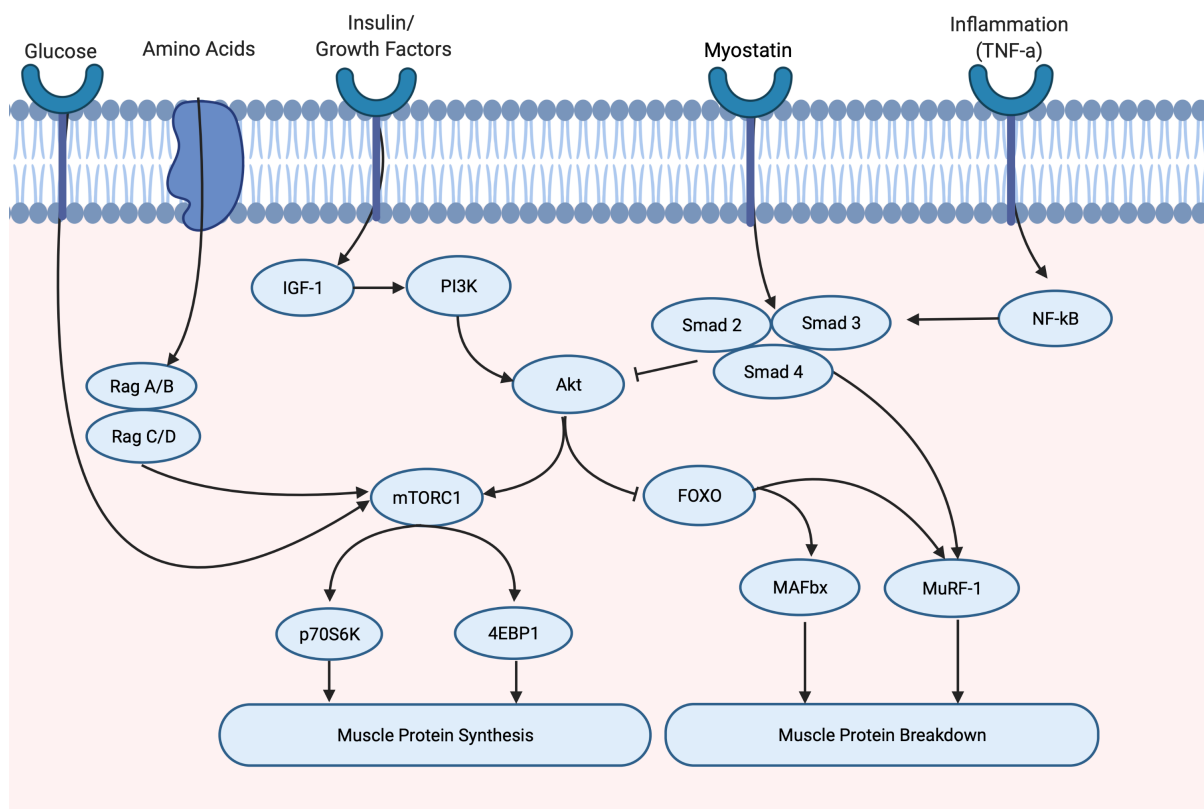 Glucose
Amino Acids
Insulin/
Growth Factors
Myostatin
Inflammation
(TNF-a)
IGF-1
PI3K
Smad 2
Smad 3
NF-kB
Smad 4
Akt
Rag A/B
Rag C/D
mTORC1
FOXO
MAFbx
MuRF-1
p70S6K
4EBP1
Muscle Protein Synthesis
Muscle Protein Breakdown